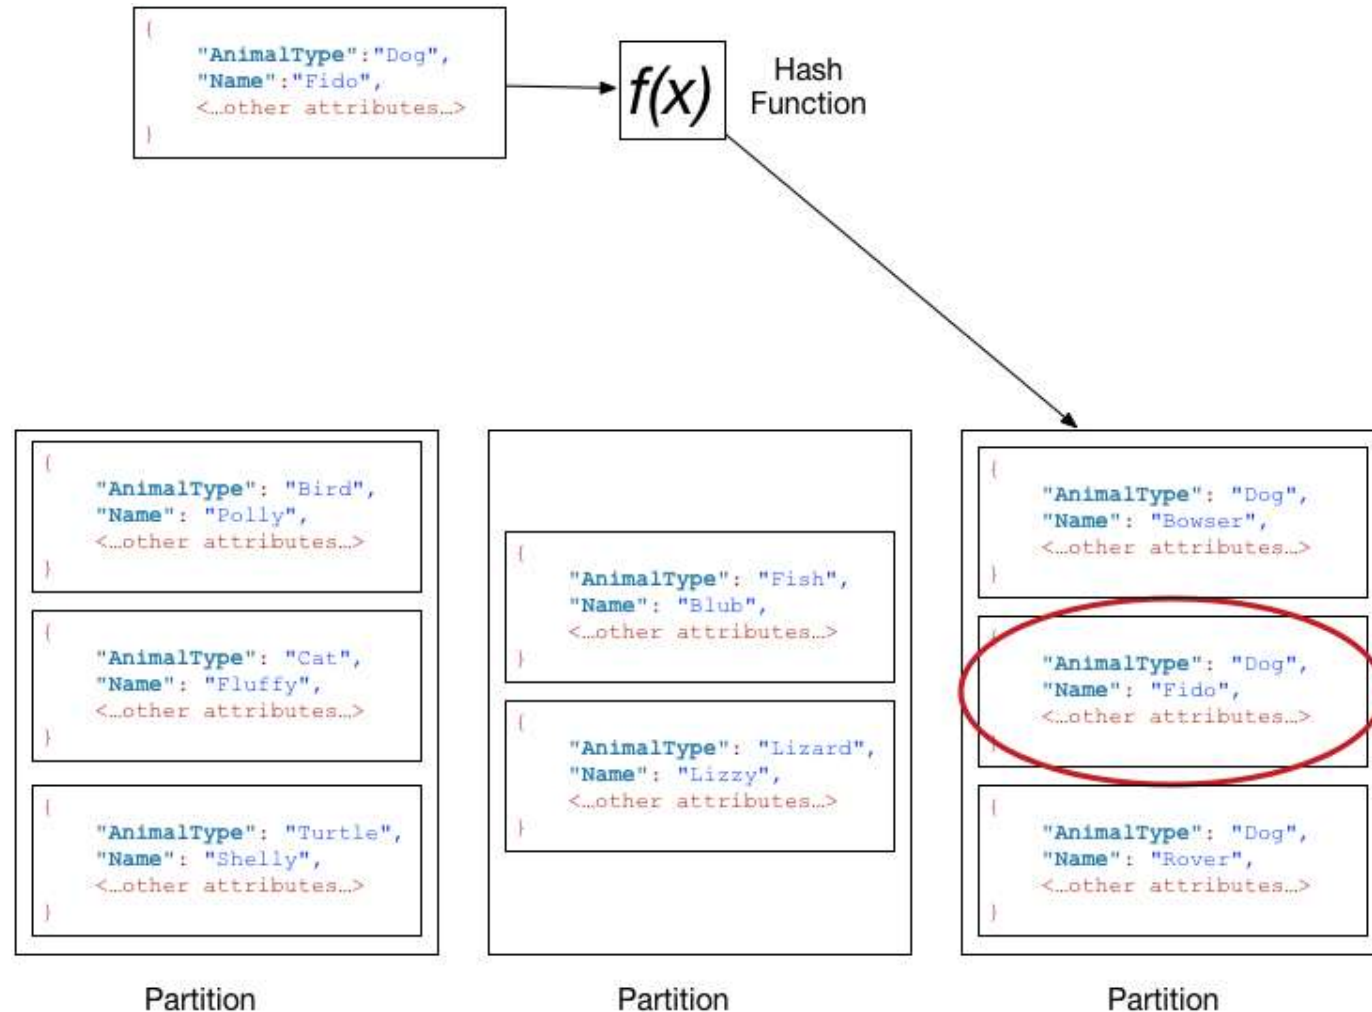 {
"AnimalType":"Dog",
"Name":"Fido",
<…other attributes…>
}
f(x)
Hash
Function
{
"AnimalType": "Bird",
"Name": "Polly",
<…other attributes…>
}
{
"AnimalType": "Cat",
"Name": "Fluffy",
<…other attributes…>
}
{
"AnimalType": "Turtle",
"Name": "Shelly",
<…other attributes…>
}
Partition
{
"AnimalType": "Fish",
"Name": "Blub",
<…other attributes…>
}
{
"AnimalType": "Lizard",
"Name": "Lizzy",
<…other attributes…>
}
Partition
{
"AnimalType": "Dog",
"Name": "Bowser",
<…other attributes…>
}
{
"AnimalType": "Dog",
"Name": "Fido",
<…other attributes…>
}
{
"AnimalType": "Dog",
"Name": "Rover",
<…other attributes…>
}
Partition